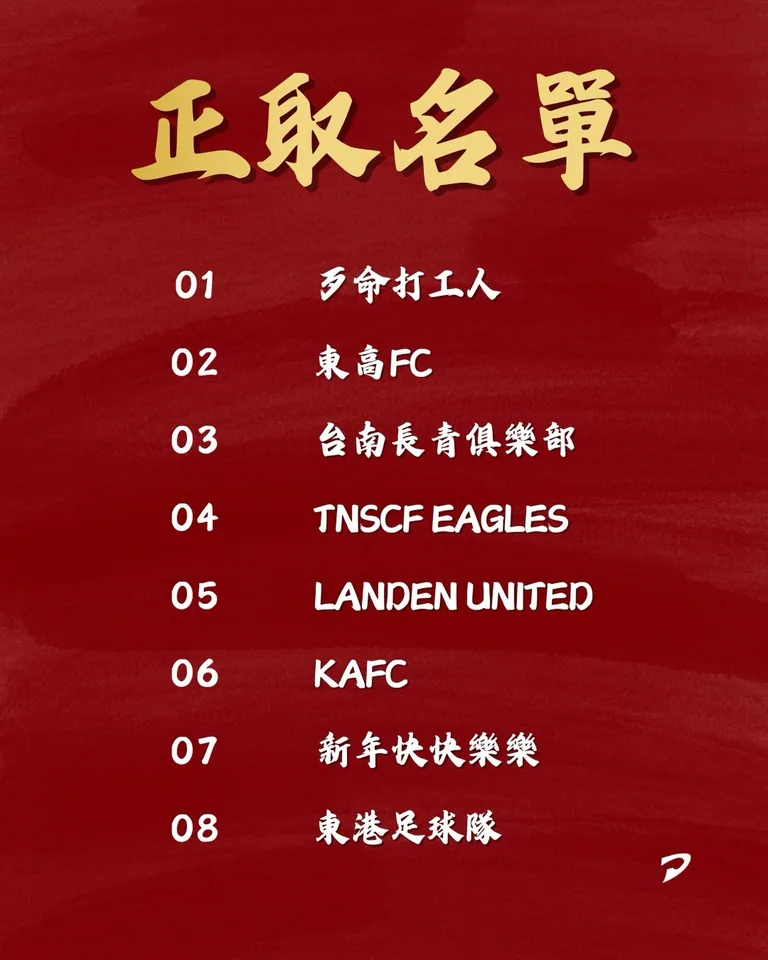 正取名單
01 歹命打工人
02 東高FC
03 台南長青俱樂部
04 TNSCF EAGLES
05 LANDEN UNITED
06 KAFC
07 新年快快樂樂
08 東港足球隊